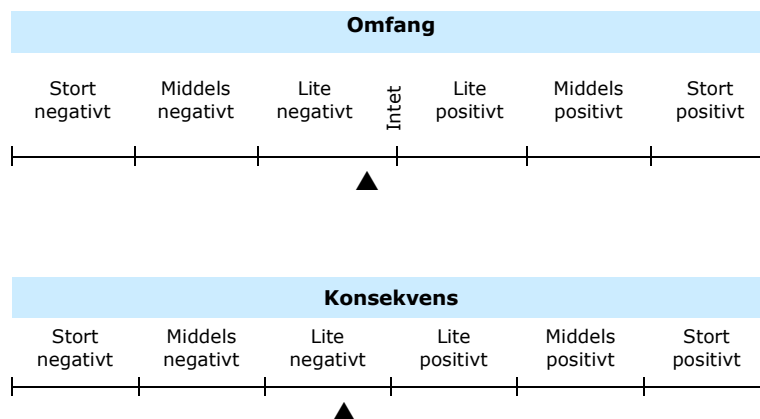 Omfang
Stort negativt
Middels negativt
Lite negativt
Intet
Lite positivt
Middels positivt
Stort positivt
Konsekvens
Stort negativt
Middels negativt
Lite negativt
Lite positivt
Middels positivt
Stort positivt